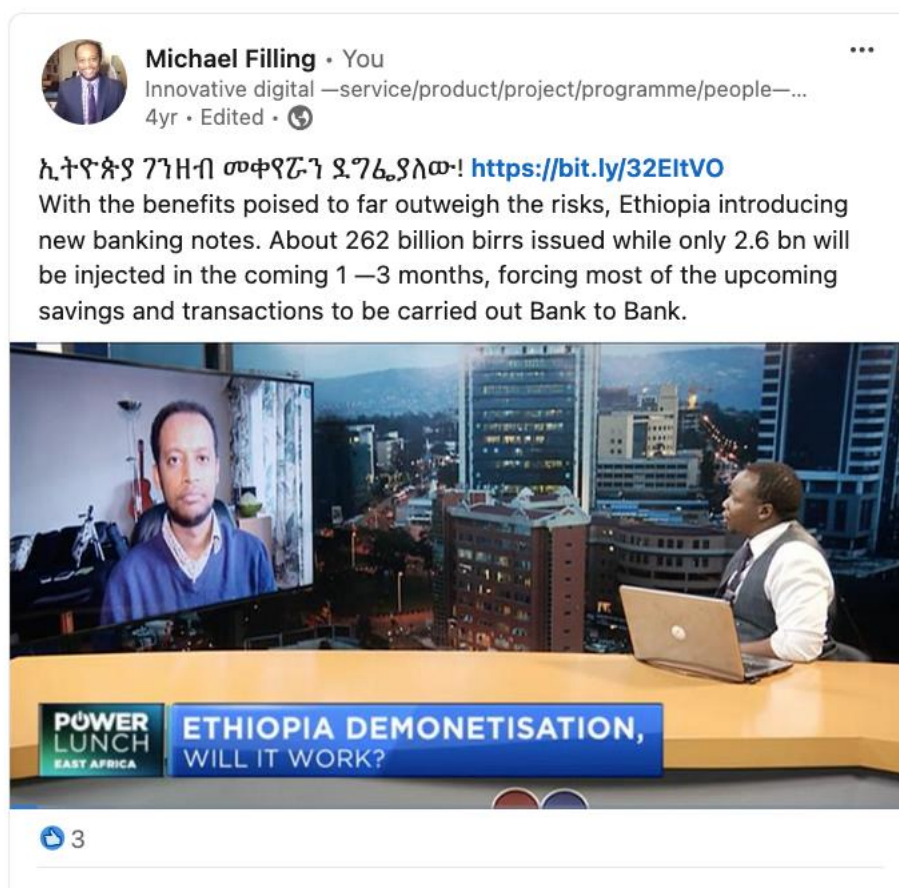 Michael Filling • You
Innovative digital —service/product/project/programme/people—...
4yr • Edited •
ኢትዮጵያ ገንዘብ መቀየሯን ደግፌያለው! https://bit.ly/32EItVO
With the benefits poised to far outweigh the risks, Ethiopia introducing
new banking notes. About 262 billion birrs issued while only 2.6 bn will
be injected in the coming 1 —3 months, forcing most of the upcoming
savings and transactions to be carried out Bank to Bank.
POWER
LUNCH
EAST AFRICA
ETHIOPIA DEMONETISATION,
WILL IT WORK?
3